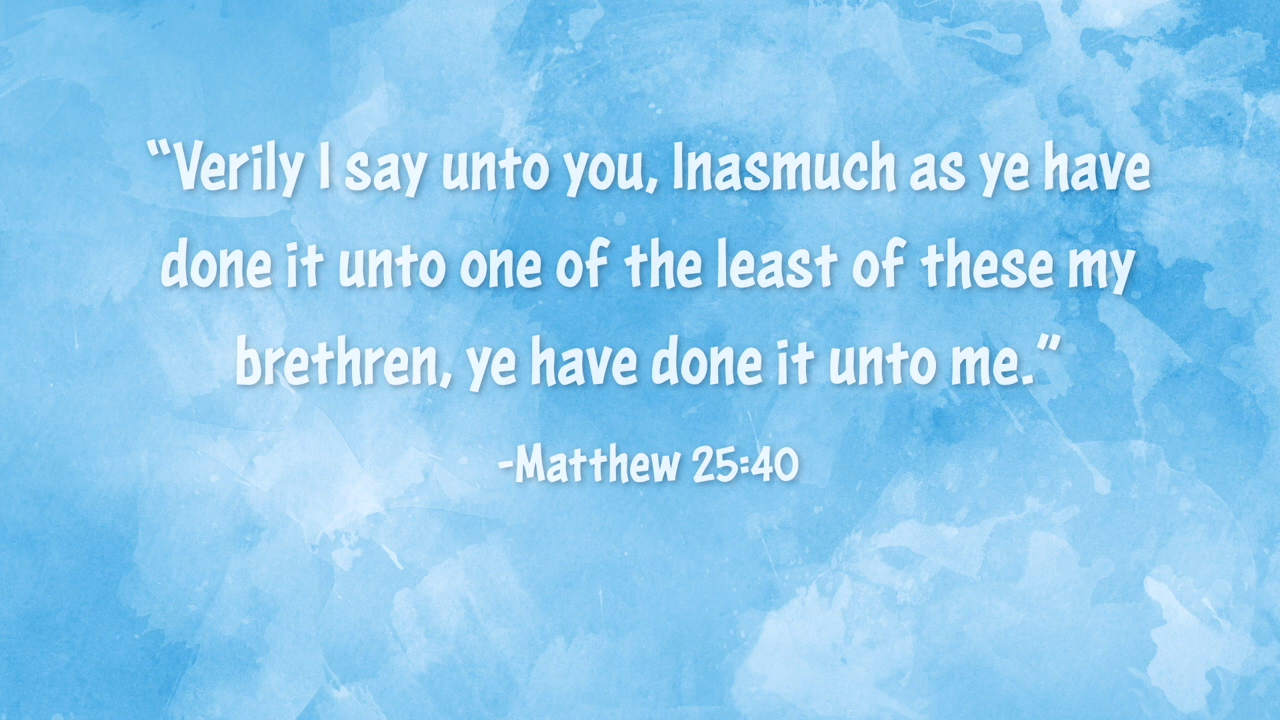 “Verily I say unto you, Inasmuch as ye have
done it unto one of the least of these my
brethren, ye have done it unto me.”
-Matthew 25:40